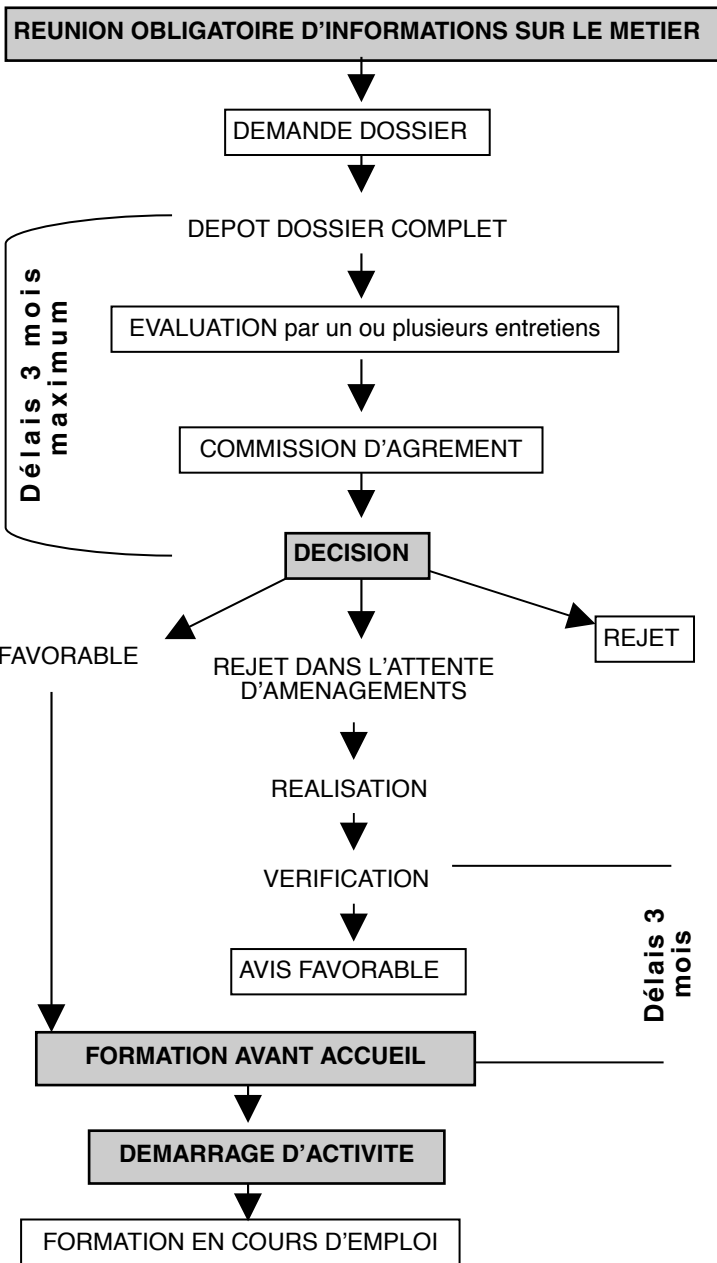 REUNION OBLIGATOIRE D'INFORMATIONS SUR LE METIER
DEMANDE DOSSIER
DEPOT DOSSIER COMPLET
Délais 3 mois
maximum
EVALUATION par un ou plusieurs entretiens
COMMISSION D'AGREMENT
DECISION
FAVORABLE
REJET DANS L'ATTENTE
D'AMENAGEMENTS
REJET
REALISATION
VERIFICATION
Délais 3
mois
AVIS FAVORABLE
FORMATION AVANT ACCUEIL
DEMARRAGE D'ACTIVITE
FORMATION EN COURS D'EMPLOI